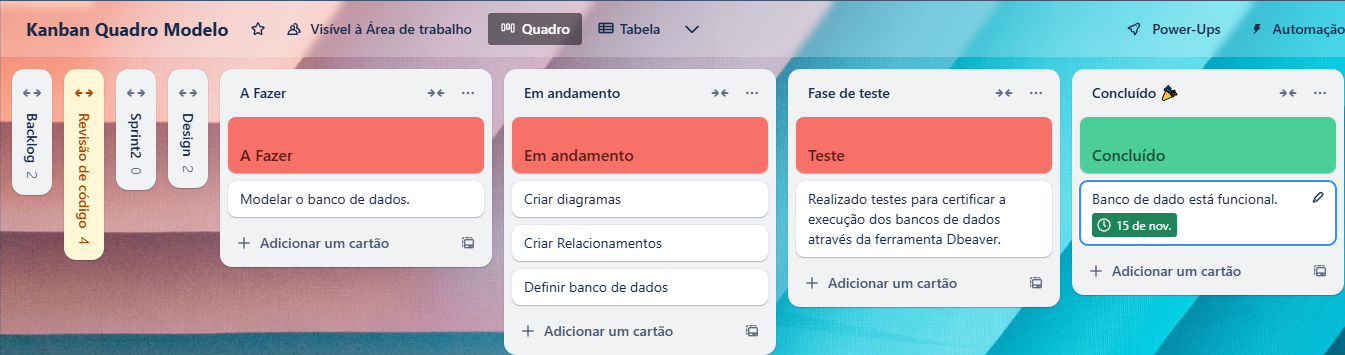 Kanban Quadro Modelo
Visível à Área de trabalho
Quadro
Tabela
Power-Ups
Automação
Backlog 2
Revisão de código 4
Sprint2 0
Design 2
A Fazer
A Fazer
Modelar o banco de dados.
Adicionar um cartão
Em andamento
Em andamento
Criar diagramas
Criar Relacionamentos
Definir banco de dados
Adicionar um cartão
Fase de teste
Teste
Realizado testes para certificar a
execução dos bancos de dados
através da ferramenta Dbeaver.
Adicionar um cartão
Concluído 🎉
Concluído
Banco de dado está funcional.
15 de nov.
Adicionar um cartão